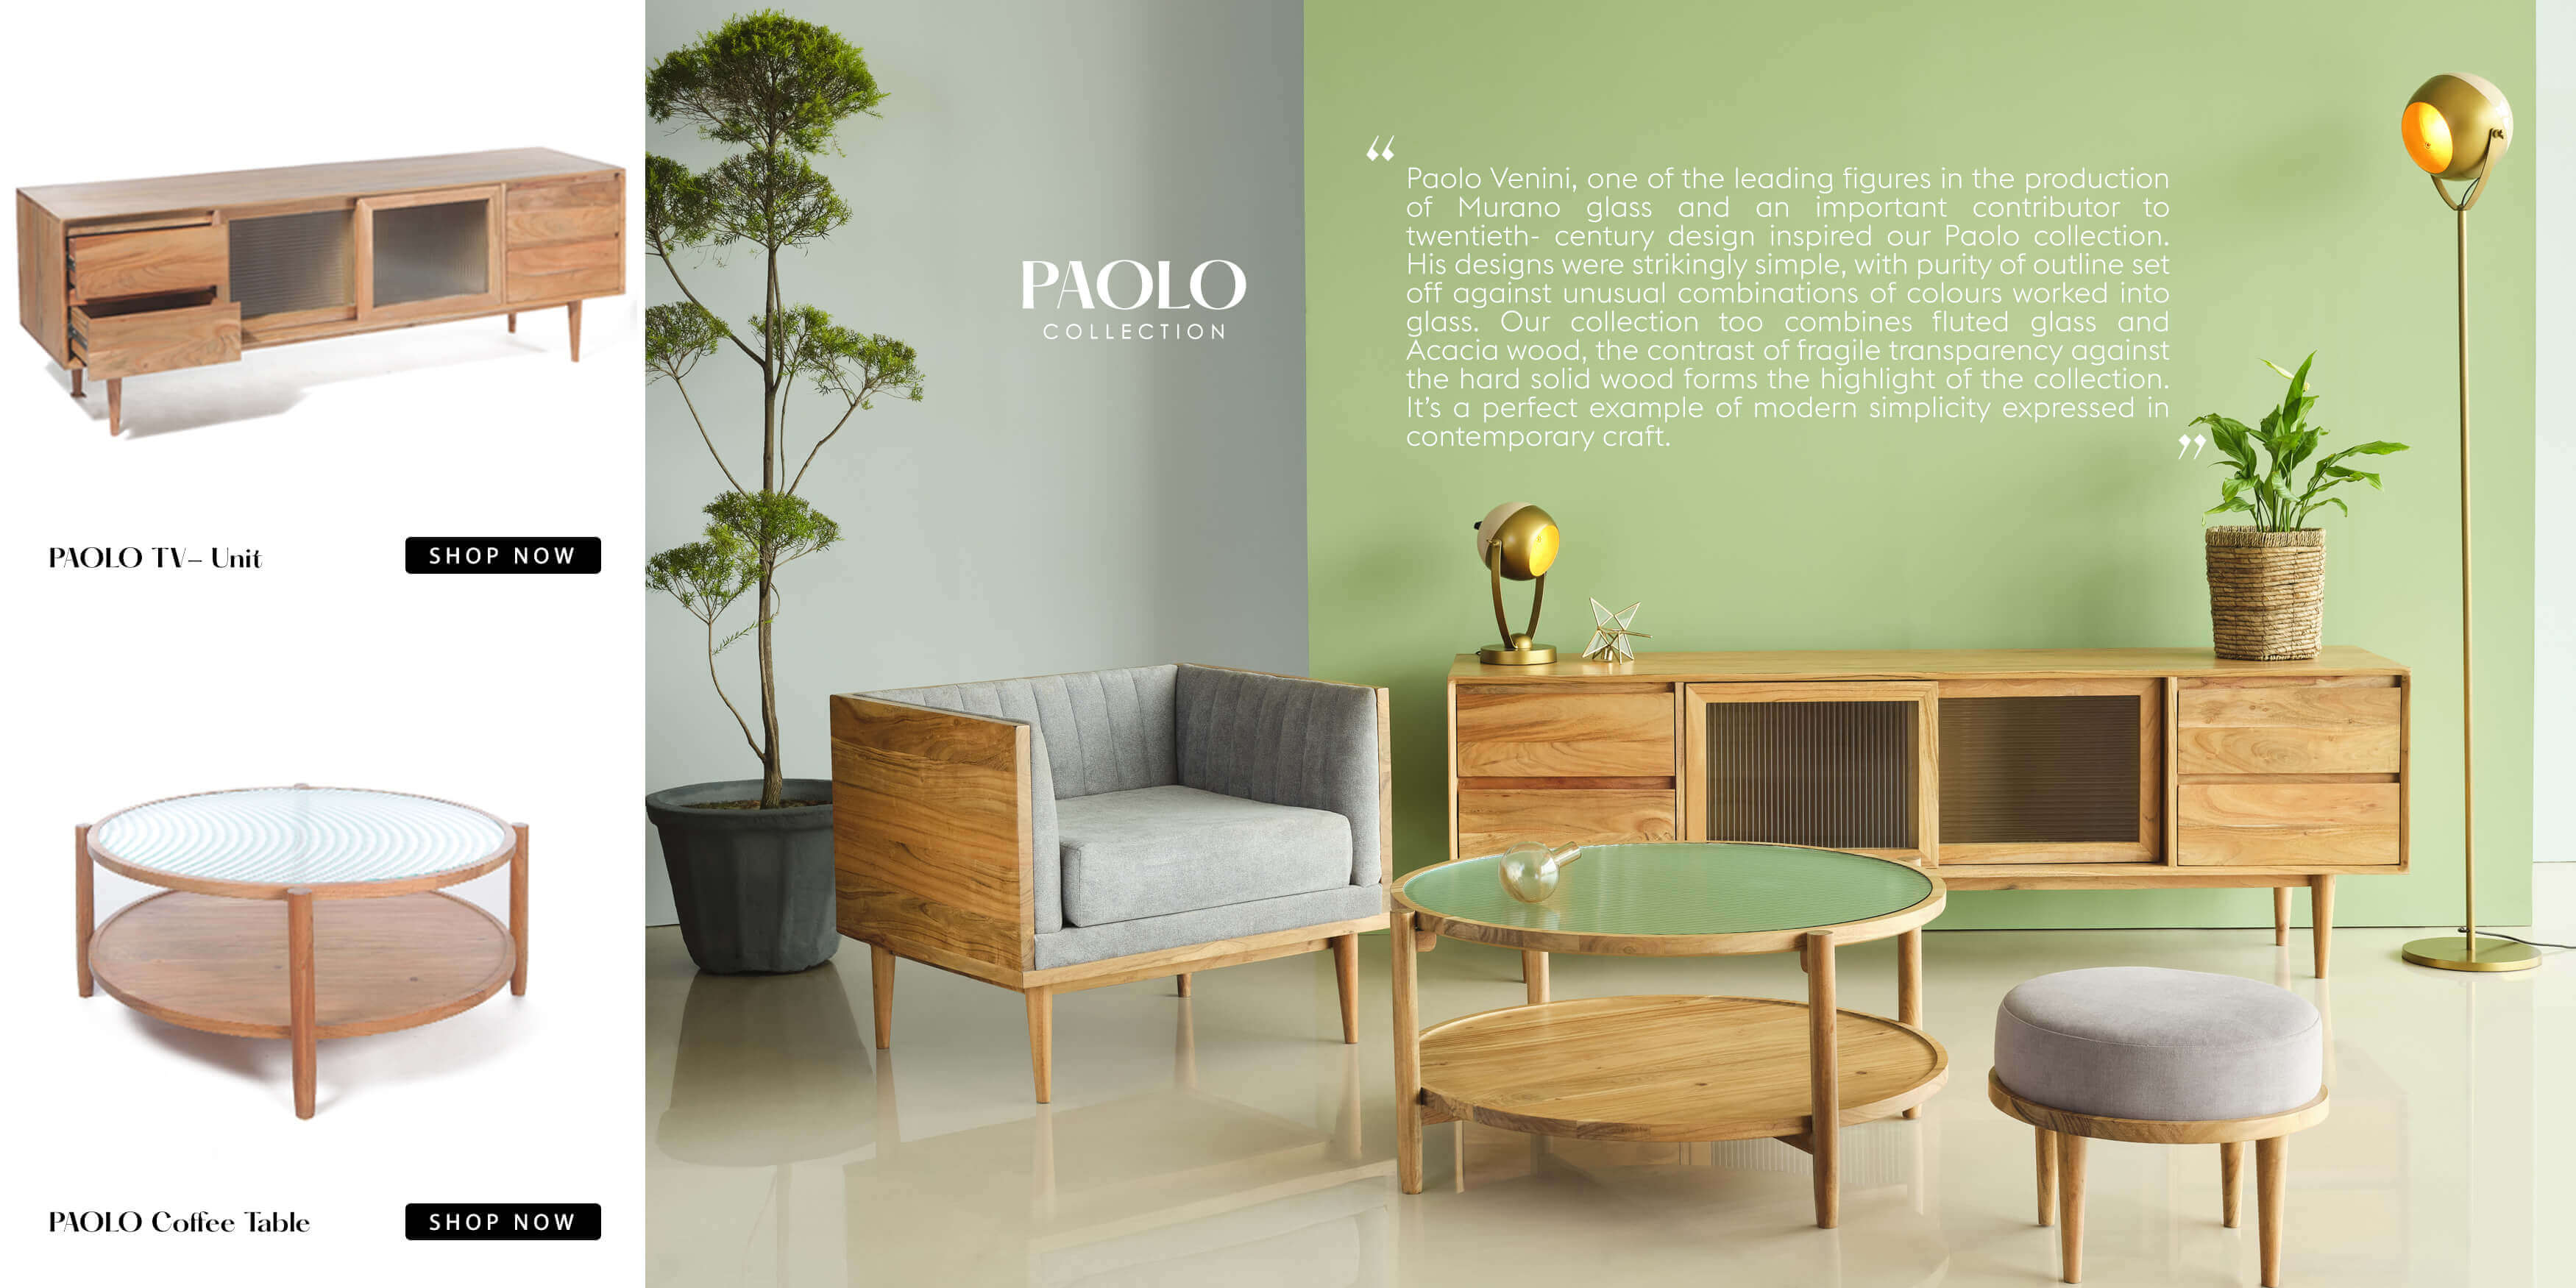 PAOLO
COLLECTION
“
Paolo Venini, one of the leading figures in the production
of Murano glass and an important contributor to
twentieth- century design inspired our Paolo collection.
His designs were strikingly simple, with purity of outline set
off against unusual combinations of colours worked into
glass. Our collection too combines fluted glass and
Acacia wood, the contrast of fragile transparency against
the hard solid wood forms the highlight of the collection.
It’s a perfect example of modern simplicity expressed in
contemporary craft.
”
PAOLO TV– Unit
SHOP NOW
PAOLO Coffee Table
SHOP NOW